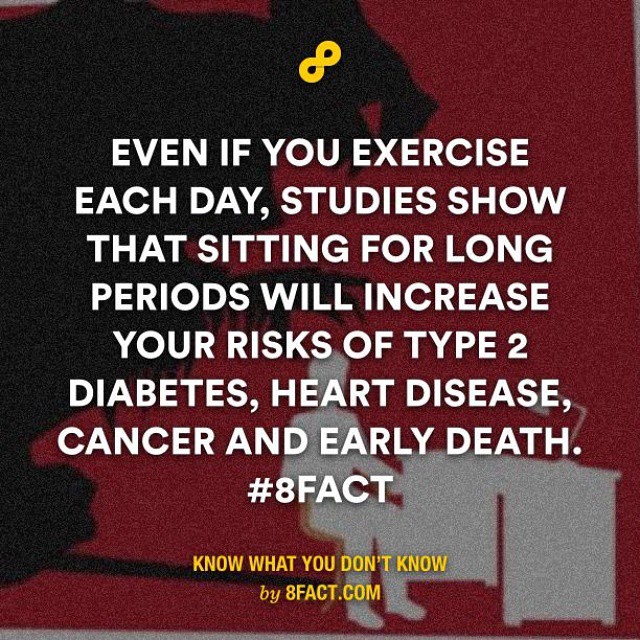 EVEN IF YOU EXERCISE
EACH DAY, STUDIES SHOW
THAT SITTING FOR LONG
PERIODS WILL INCREASE
YOUR RISKS OF TYPE 2
DIABETES, HEART DISEASE,
CANCER AND EARLY DEATH.
#8FACT
KNOW WHAT YOU DON'T KNOW
by 8FACT.COM